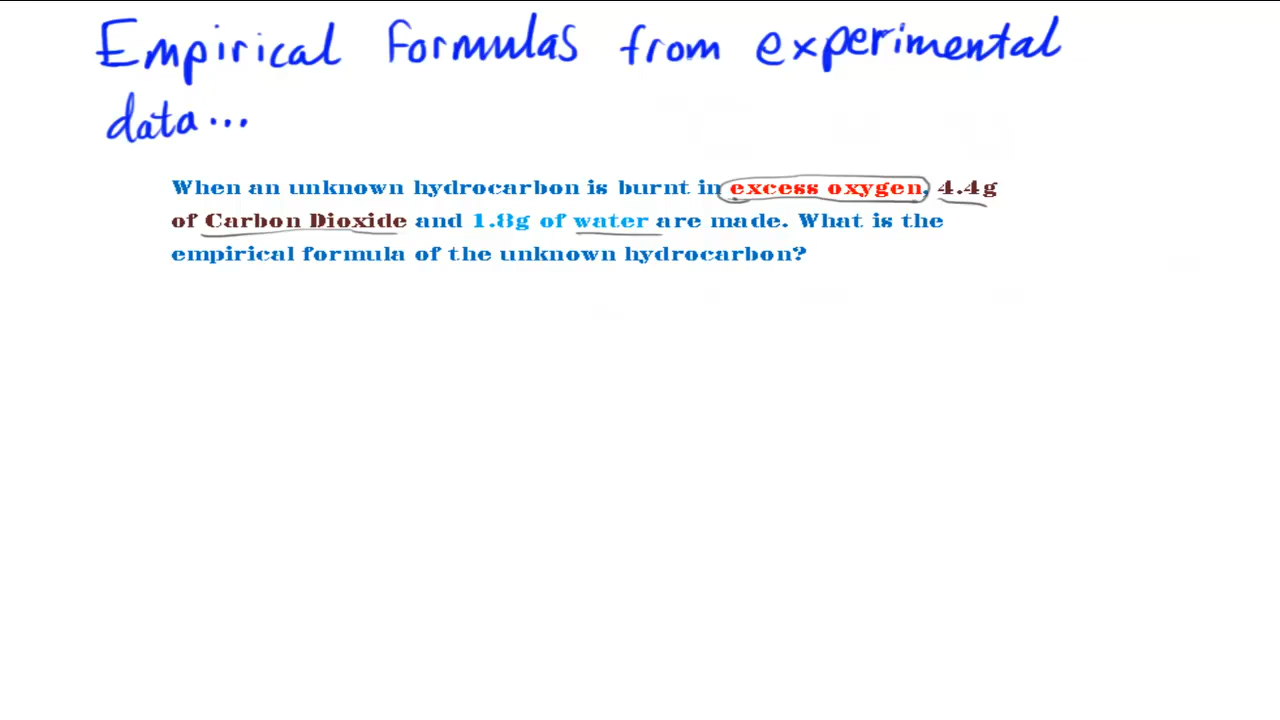 Empirical Formulas from experimental
data...
When an unknown hydrocarbon is burnt in excess oxygen, 4.4g
of Carbon Dioxide and 1.8g of water are made. What is the
empirical formula of the unknown hydrocarbon?